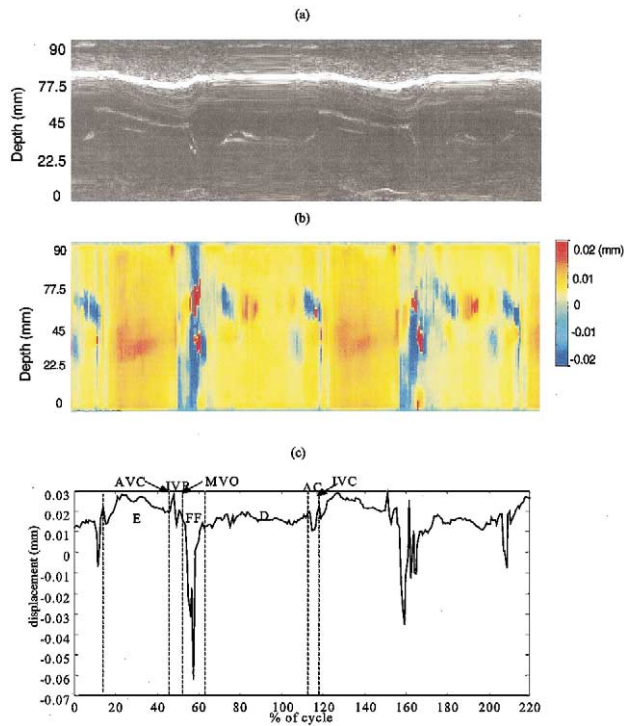 (a)
90
77.5
45
22.5
0
Depth (mm)
(b)
90
77.5
45
22.5
0
Depth (mm)
0.02 (mm)
0.01
0
-0.01
-0.02
(c)
AVC IVR MVO AC IVC
E FF D
0.03
0.02
0.01
0
0.01
0.02
-0.03
-0.04
-0.05
-0.06
-0.07
displacement (mm)
0 20 40 60 80 100 120 140 160 180 200 220
% of cycle